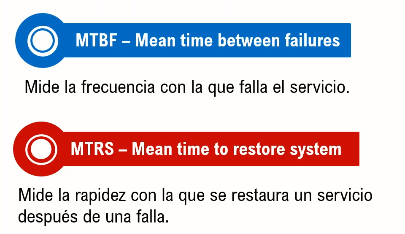 MTBF – Mean time between failures
Mide la frecuencia con la que falla el servicio.
MTRS – Mean time to restore system
Mide la rapidez con la que se restaura un servicio
después de una falla.